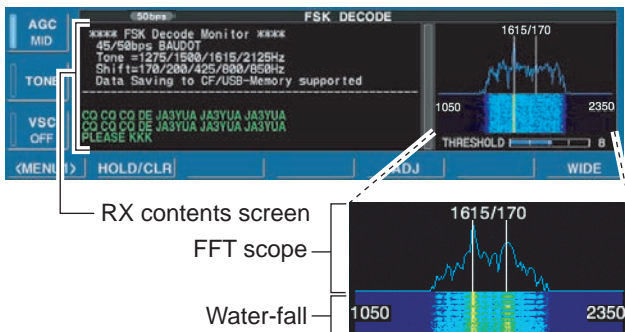 AGC
MID
50bps
FSK DECODE
**** FSK Decode Monitor ****
45/50bps BAUDOT
Tone =1275/1500/1615/2125Hz
Shift=170/200/425/800/850Hz
Data Saving to CF/USB-Memory supported
TONE
CQ CQ CQ DE JA3YUA JA3YUA JA3YUA
CQ CQ CQ DE JA3YUA JA3YUA JA3YUA
PLEASE KKK
VSC
OFF
1615/170
1050
2350
THRESHOLD
8
<MENU1>
HOLD/CLR
ADJ
WIDE
RX contents screen
FFT scope
Water-fall
1615/170
1050
2350